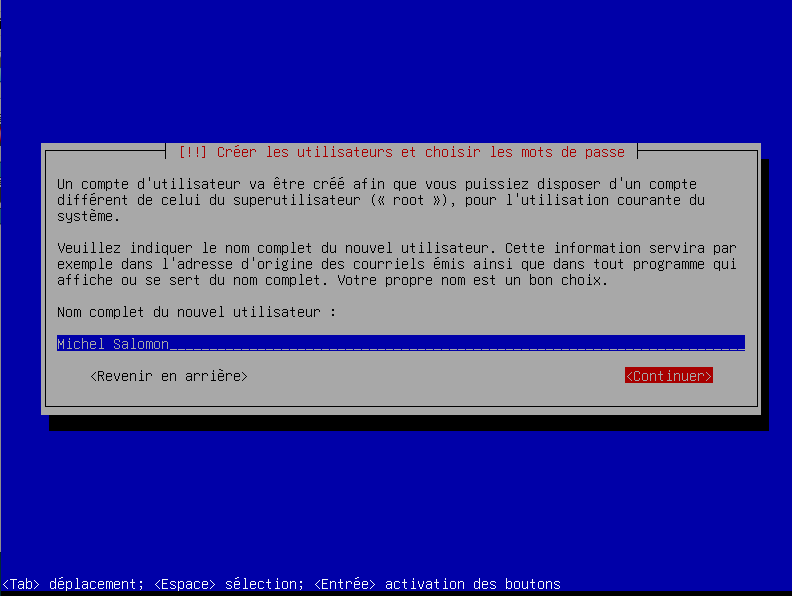 [!!] Créer les utilisateurs et choisir les mots de passe
Un compte d'utilisateur va être créé afin que vous puissiez disposer d'un compte
différent de celui du superutilisateur (« root »), pour l'utilisation courante du
système.
Veuillez indiquer le nom complet du nouvel utilisateur. Cette information servira par
exemple dans l'adresse d'origine des courriels émis ainsi que dans tout programme qui
affiche ou se sert du nom complet. Votre propre nom est un bon choix.
Nom complet du nouvel utilisateur :
Michel Salomon
<Revenir en arrière> <Continuer>
<Tab> déplacement; <Espace> sélection; <Entrée> activation des boutons